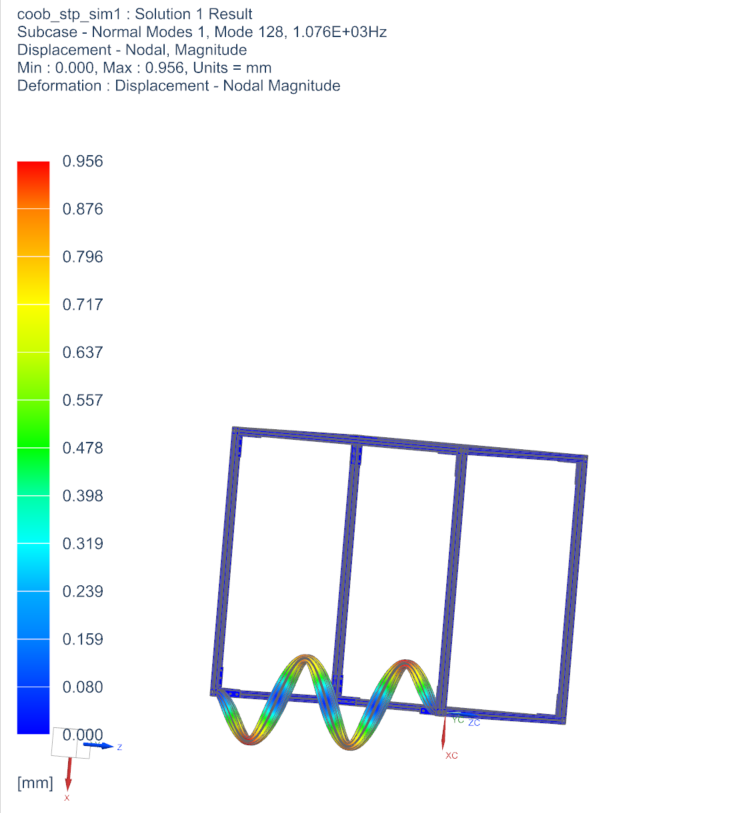 coob_stp_sim1 : Solution 1 Result
Subcase - Normal Modes 1, Mode 128, 1.076E+03Hz
Displacement - Nodal, Magnitude
Min : 0.000, Max : 0.956, Units = mm
Deformation : Displacement - Nodal Magnitude
0.956
0.876
0.796
0.717
0.637
0.557
0.478
0.398
0.319
0.239
0.159
0.080
0.000
YC ZC
Z
XC
[mm]
X